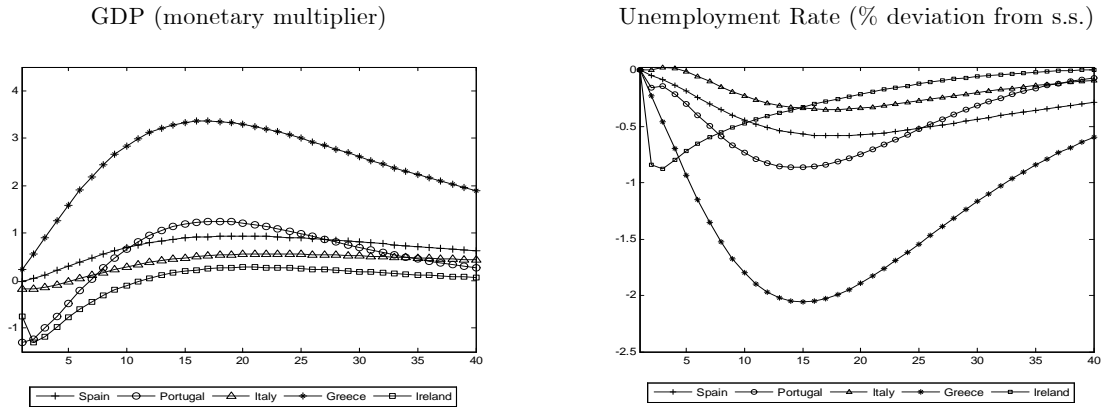 GDP (monetary multiplier)
4
3
2
1
0
-1
5 10 15 20 25 30 35 40
Spain Portugal Italy Greece Ireland
Unemployment Rate (% deviation from s.s.)
0
-0.5
-1
-1.5
-2
-2.5
5 10 15 20 25 30 35 40
Spain Portugal Italy Greece Ireland